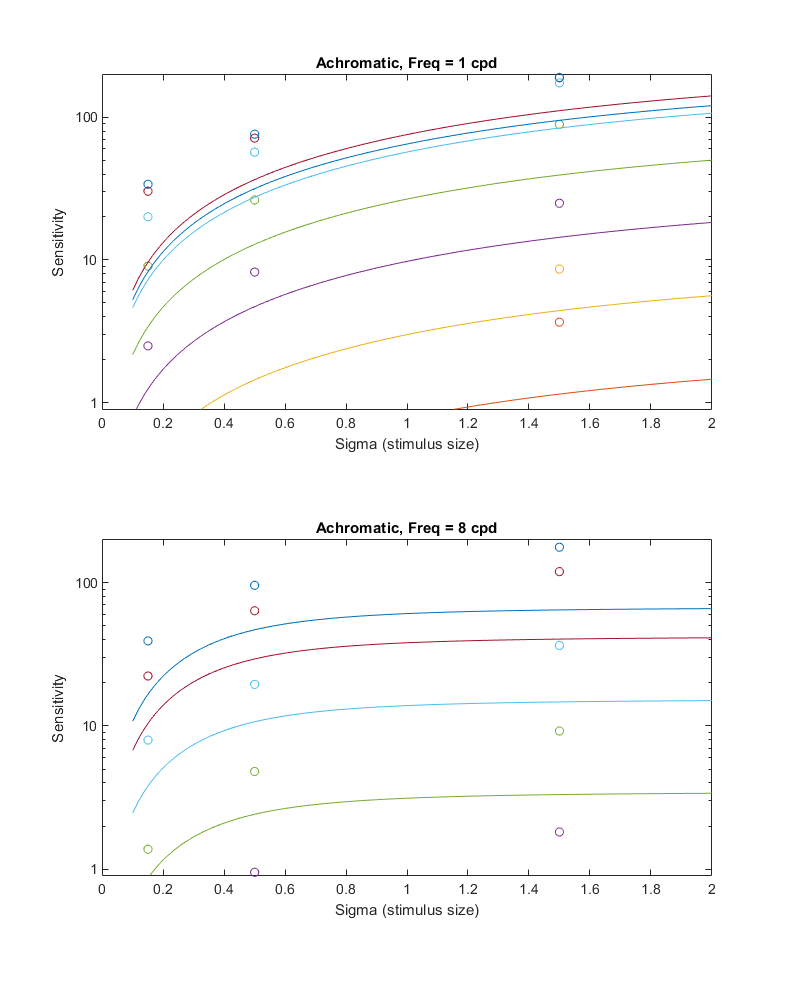 Achromatic, Freq = 1 cpd
100
10
1
Sensitivity
0 0.2 0.4 0.6 0.8 1 1.2 1.4 1.6 1.8 2
Sigma (stimulus size)
Achromatic, Freq = 8 cpd
100
10
1
Sensitivity
0 0.2 0.4 0.6 0.8 1 1.2 1.4 1.6 1.8 2
Sigma (stimulus size)